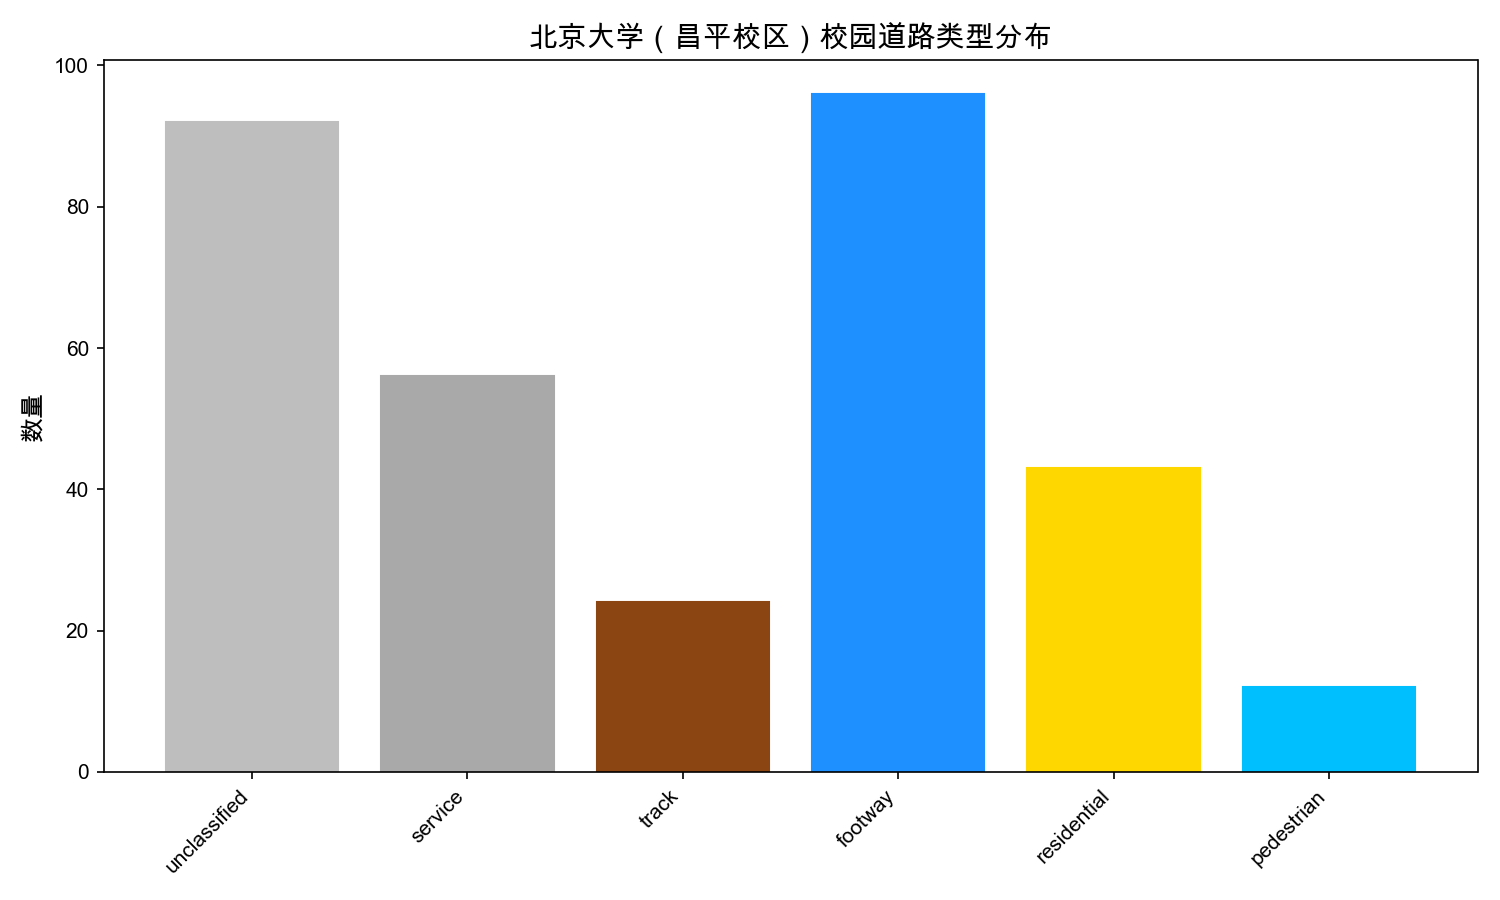 北京大学（昌平校区）校园道路类型分布
数量
100
80
60
40
20
0
unclassified
service
track
footway
residential
pedestrian